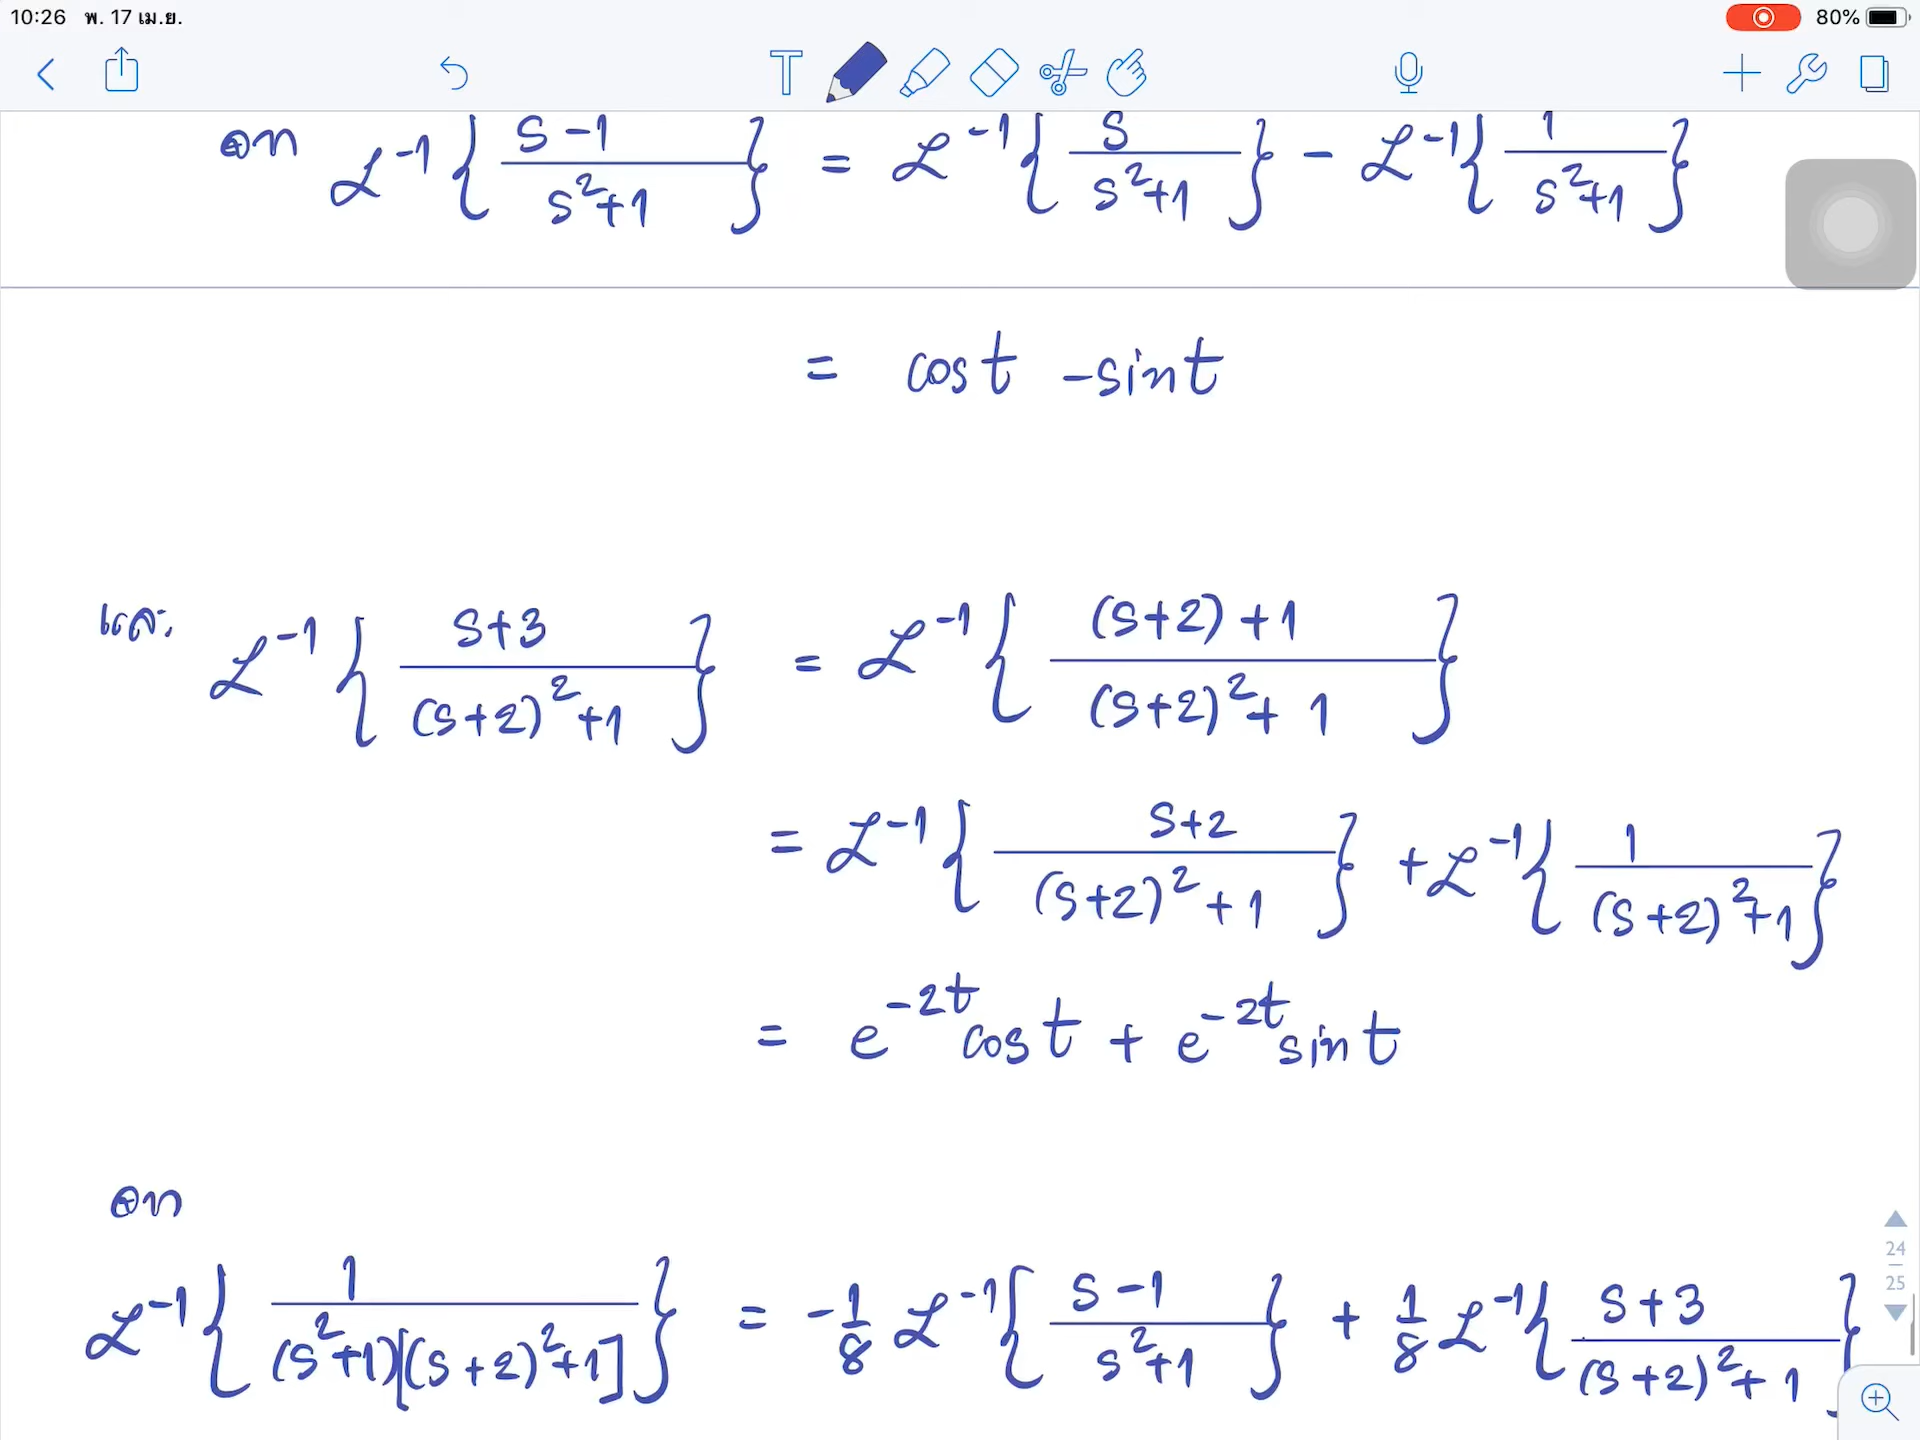 10:26 พ. 17 เม.ย. 80%
T
จาก ℒ⁻¹{ (s-1)/(s²+1) } = ℒ⁻¹{ s/(s²+1) } - ℒ⁻¹{ 1/(s²+1) }
= cos t - sin t
และ ℒ⁻¹{ (s+3)/((s+2)²+1) } = ℒ⁻¹{ ((s+2)+1)/((s+2)²+1) }
= ℒ⁻¹{ (s+2)/((s+2)²+1) } + ℒ⁻¹{ 1/((s+2)²+1) }
= e^{-2t} cos t + e^{-2t} sin t
จาก
ℒ⁻¹{ 1/((s²+1)[(s+2)²+1]) } = -1/8 ℒ⁻¹{ (s-1)/(s²+1) } + 1/8 ℒ⁻¹{ (s+3)/((s+2)²+1) }
24
25